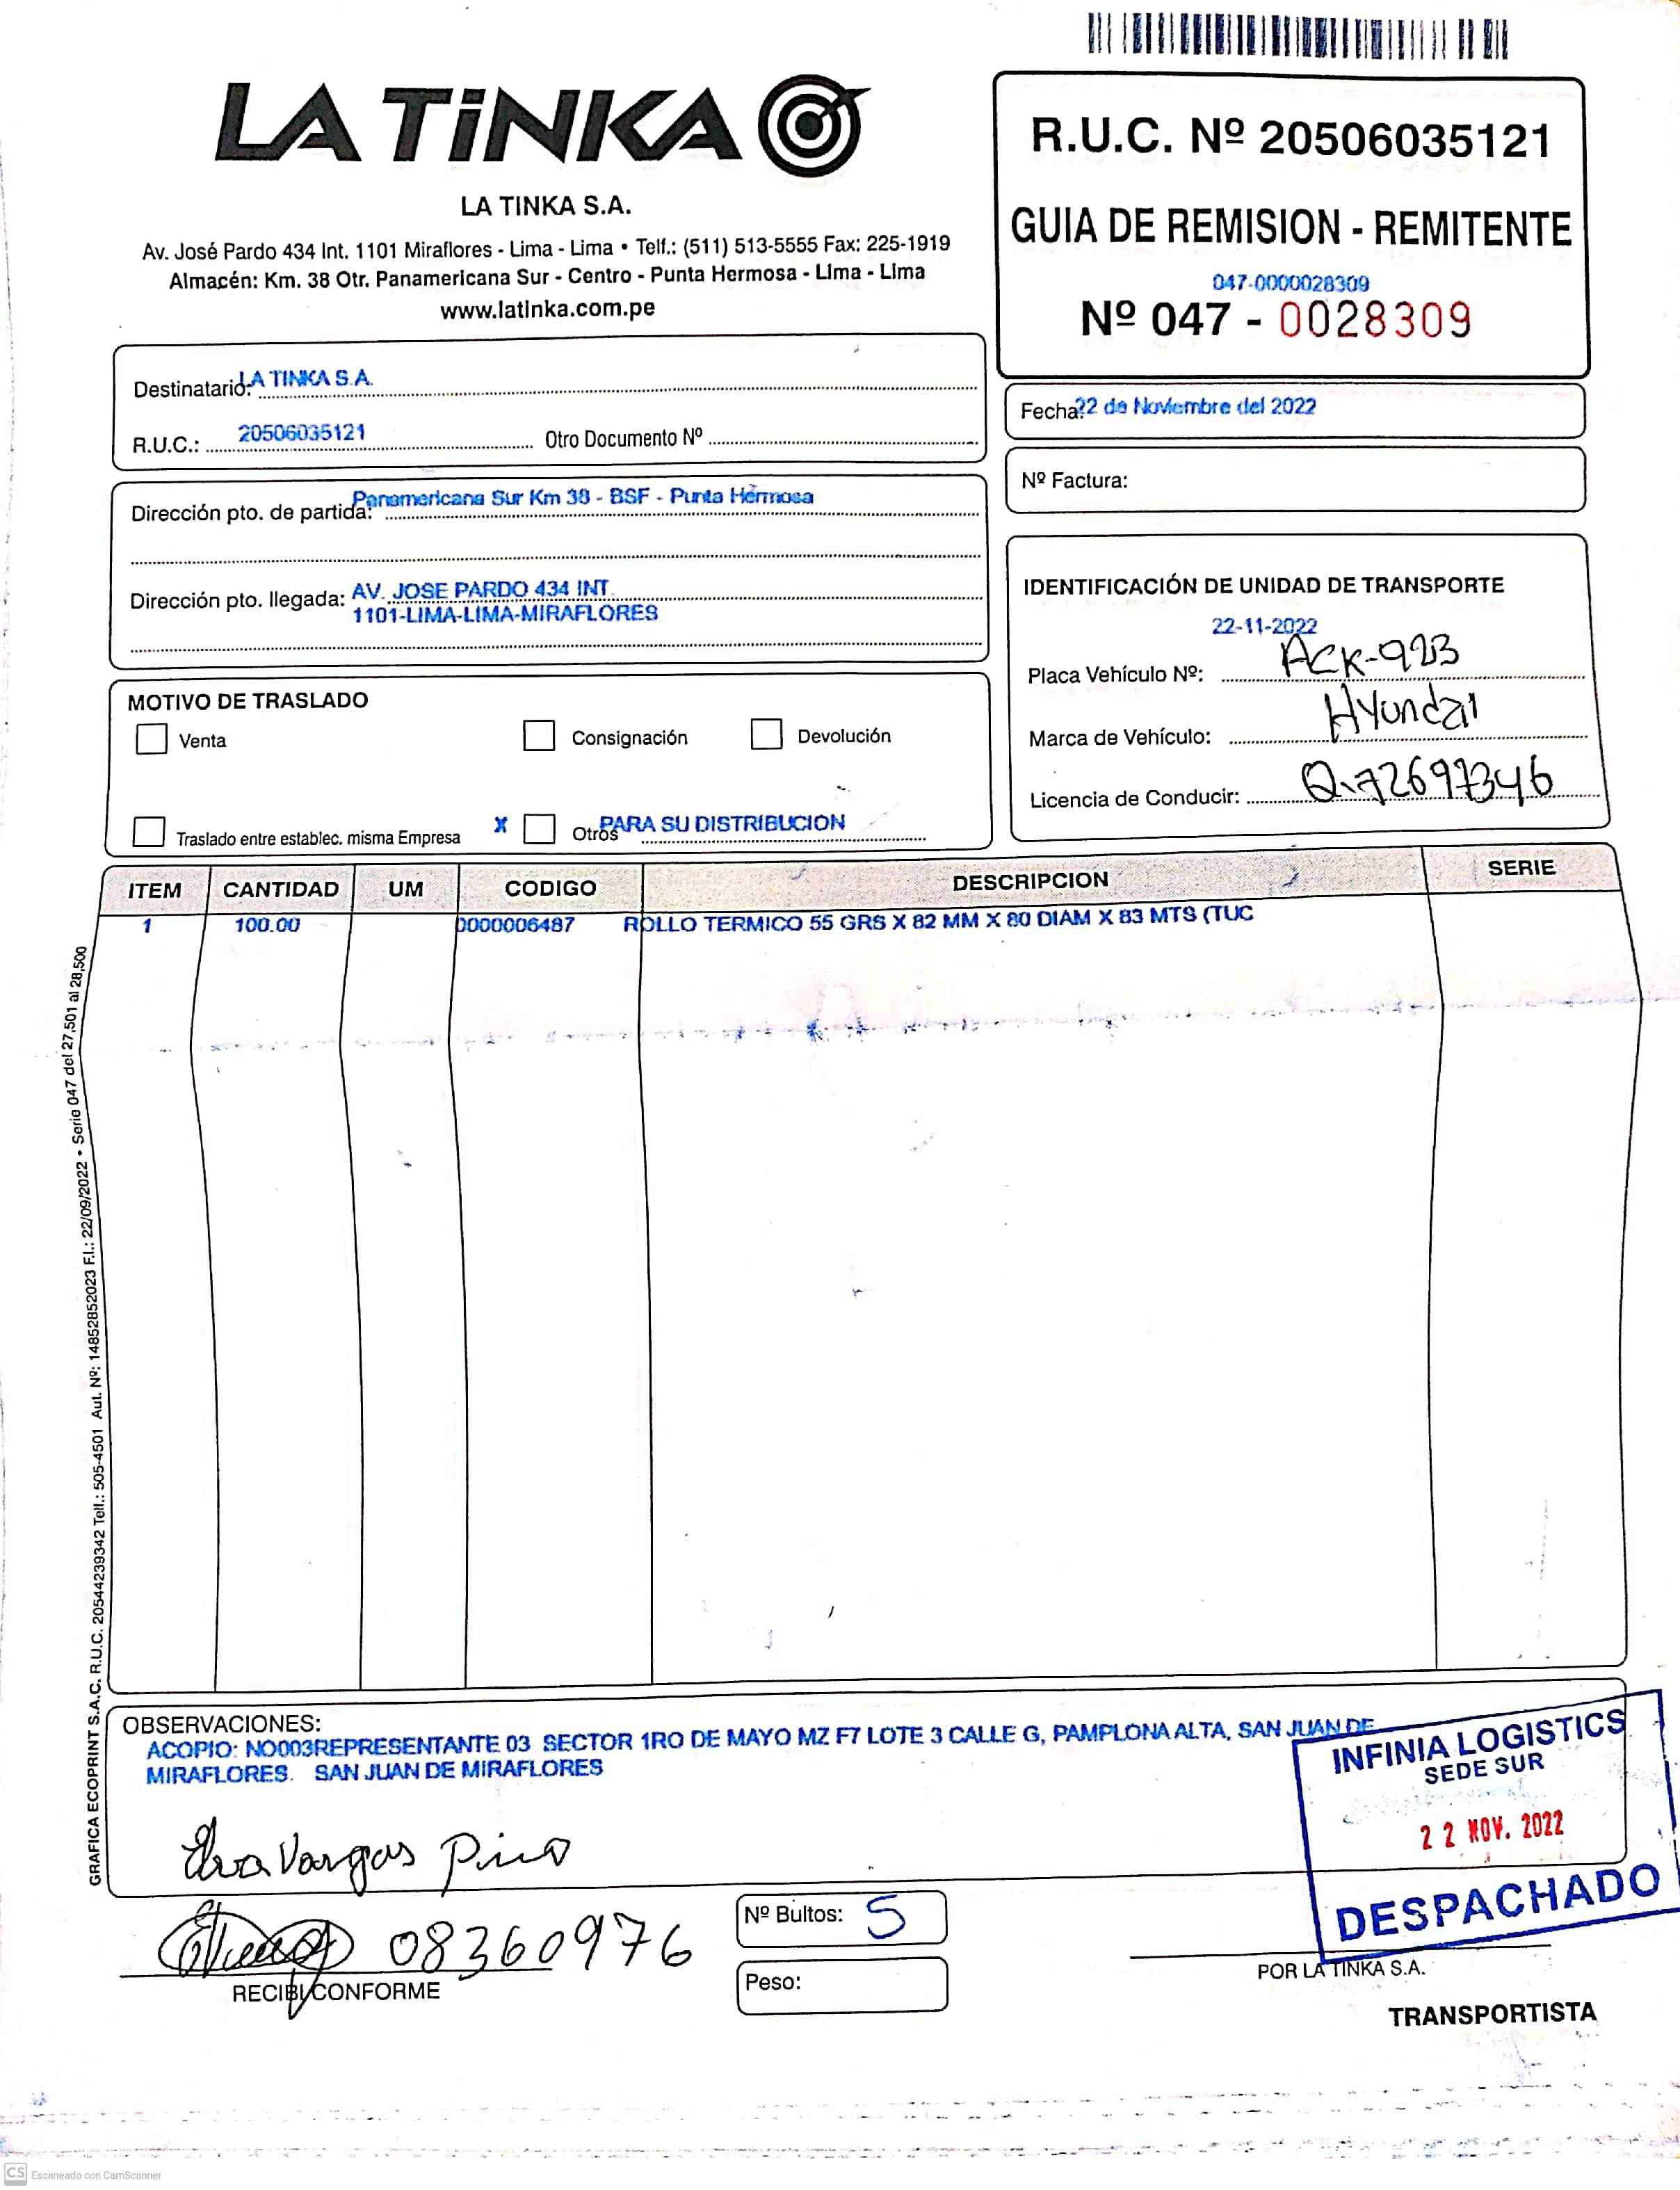 LA TiNKA
LA TINKA S.A.
Av. José Pardo 434 Int. 1101 Miraflores - Lima - Lima • Telf.: (511) 513-5555 Fax: 225-1919
Almacén: Km. 38 Otr. Panamericana Sur - Centro - Punta Hermosa - Lima - Lima
www.latinka.com.pe
R.U.C. Nº 20506035121
GUIA DE REMISION - REMITENTE
047-0000028309
Nº 047 - 0028309
Destinatario: LA TINKA S.A.
R.U.C.: 20506035121 Otro Documento Nº
Fecha: 22 de Noviembre del 2022
Nº Factura:
Dirección pto. de partida: Panamericana Sur Km 38 - BSF - Punta Hermosa
Dirección pto. llegada: AV. JOSE PARDO 434 INT.
1101-LIMA-LIMA-MIRAFLORES
IDENTIFICACIÓN DE UNIDAD DE TRANSPORTE
22-11-2022
Placa Vehículo Nº: ACK-923
Marca de Vehículo: Hyundai
Licencia de Conducir: Q-72697346
MOTIVO DE TRASLADO
Venta Consignación Devolución
Traslado entre establec. misma Empresa X Otros PARA SU DISTRIBUCION
ITEM CANTIDAD UM CODIGO DESCRIPCION SERIE
1 100.00 0000006487 ROLLO TERMICO 55 GRS X 82 MM X 80 DIAM X 83 MTS (TUC
GRAFICA ECOPRINT S.A.C. R.U.C. 20544239342 Telf.: 505-4501 Aut. Nº: 14852852023 F.I.: 22/09/2022 • Serie 047 del 27,501 al 28,500
OBSERVACIONES:
ACOPIO: NO003REPRESENTANTE 03 SECTOR 1RO DE MAYO MZ F7 LOTE 3 CALLE G, PAMPLONA ALTA, SAN JUAN DE
MIRAFLORES. SAN JUAN DE MIRAFLORES
INFINIA LOGISTICS
SEDE SUR
22 NOV. 2022
DESPACHADO
Vargas Pino
08360976
RECIBI CONFORME
Nº Bultos: 5
Peso:
POR LA TINKA S.A.
TRANSPORTISTA
CS Escaneado con CamScanner